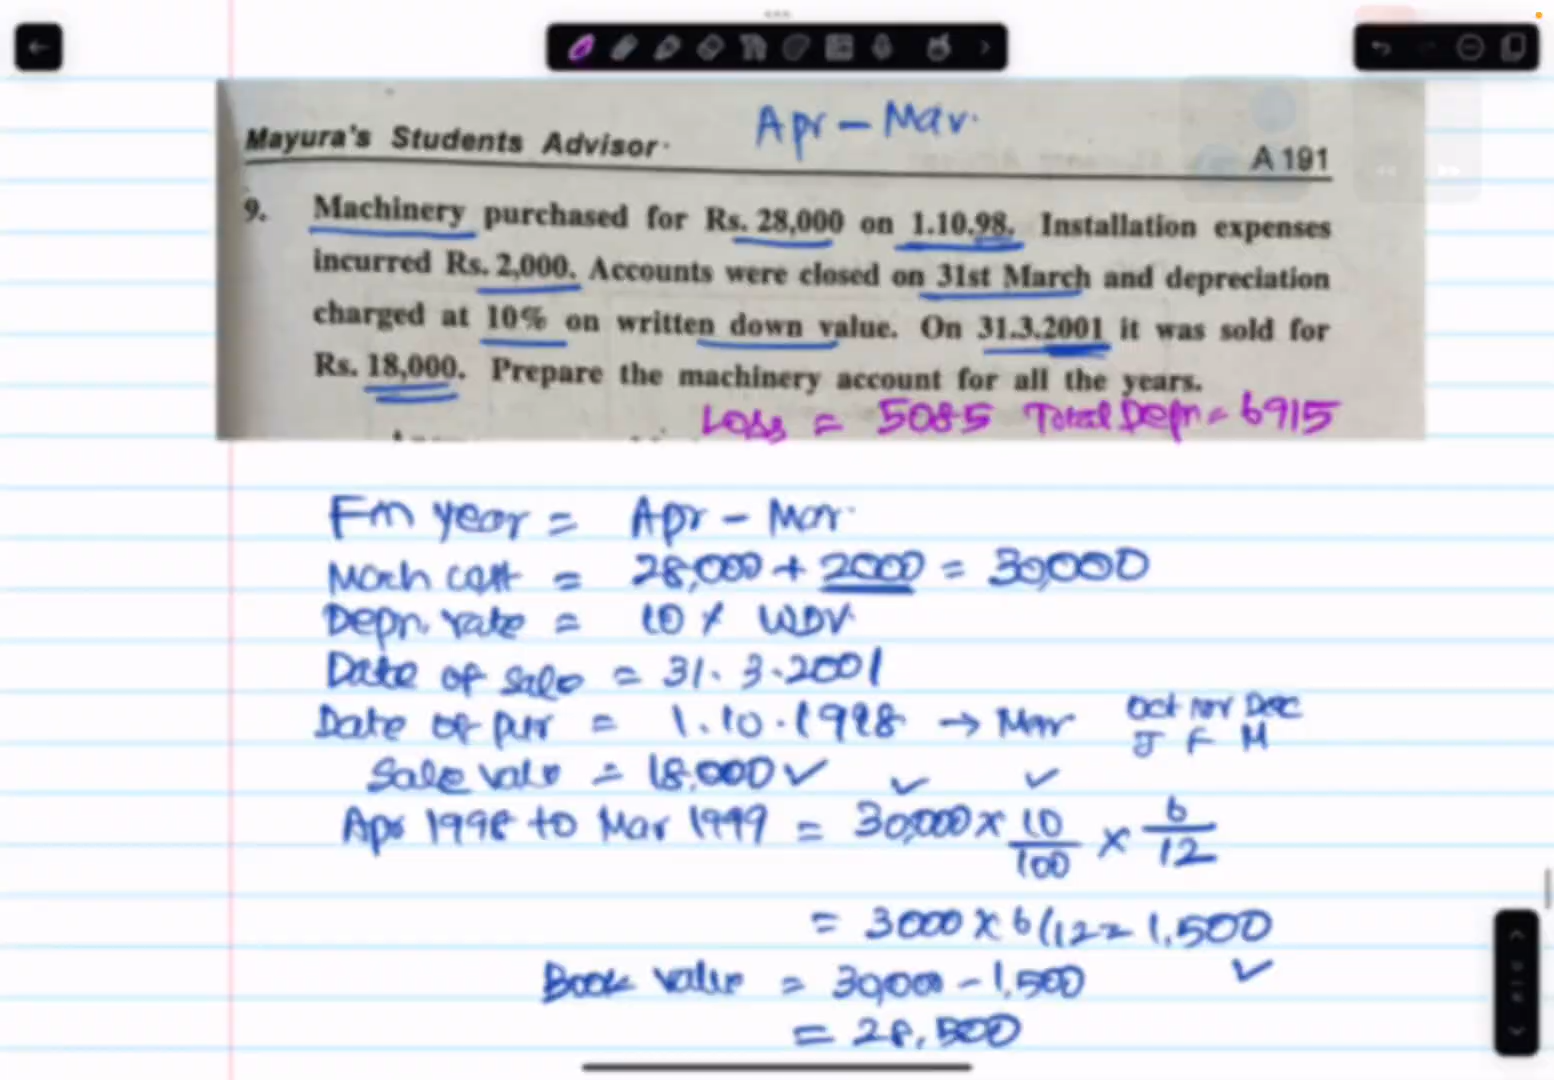 Apr - Mar.
Mayura's Students Advisor
A 191
9. Machinery purchased for Rs. 28,000 on 1.10.98. Installation expenses
incurred Rs. 2,000. Accounts were closed on 31st March and depreciation
charged at 10% on written down value. On 31.3.2001 it was sold for
Rs. 18,000. Prepare the machinery account for all the years.
Loss = 5085 Total Depn = 6915
Fin year = Apr - Mar.
Mach cost = 28,000 + 2000 = 30,000
Depn. rate = 10 % WDV.
Date of sale = 31.3.2001
Date of pur = 1.10.1998 → Mar Oct nov Dec
J F M
Sale value = 18,000 ✓
Apr 1998 to Mar 1999 = 30,000 × 10/100 × 6/12
= 3000 × 6/12 = 1,500
Book value = 30,000 - 1,500
= 28,500